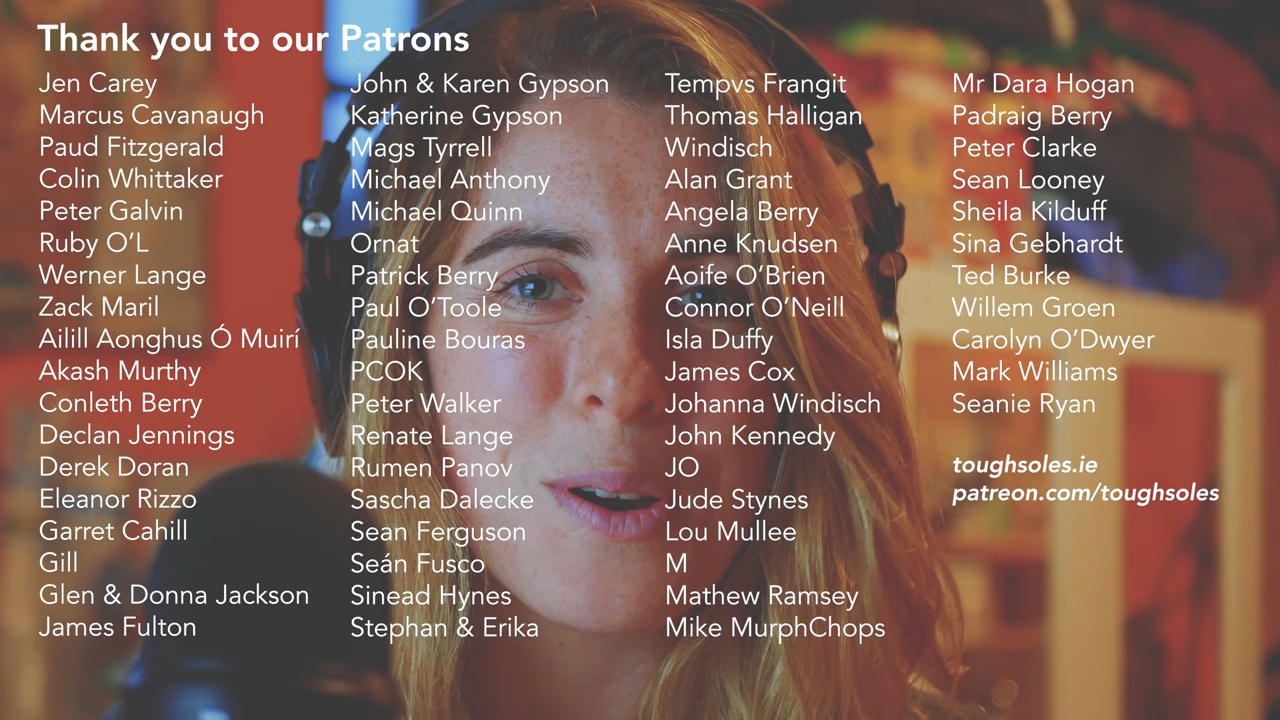 Thank you to our Patrons
Jen Carey
Marcus Cavanaugh
Paud Fitzgerald
Colin Whittaker
Peter Galvin
Ruby O’L
Werner Lange
Zack Maril
Ailill Aonghus Ó Muirí
Akash Murthy
Conleth Berry
Declan Jennings
Derek Doran
Eleanor Rizzo
Garret Cahill
Gill
Glen & Donna Jackson
James Fulton
John & Karen Gypson
Katherine Gypson
Mags Tyrrell
Michael Anthony
Michael Quinn
Ornat
Patrick Berry
Paul O’Toole
Pauline Bouras
PCOK
Peter Walker
Renate Lange
Rumen Panov
Sascha Dalecke
Sean Ferguson
Seán Fusco
Sinead Hynes
Stephan & Erika
Tempvs Frangit
Thomas Halligan
Windisch
Alan Grant
Angela Berry
Anne Knudsen
Aoife O’Brien
Connor O’Neill
Isla Duffy
James Cox
Johanna Windisch
John Kennedy
JO
Jude Stynes
Lou Mullee
M
Mathew Ramsey
Mike MurphChops
Mr Dara Hogan
Padraig Berry
Peter Clarke
Sean Looney
Sheila Kilduff
Sina Gebhardt
Ted Burke
Willem Groen
Carolyn O’Dwyer
Mark Williams
Seanie Ryan
toughsoles.ie
patreon.com/toughsoles